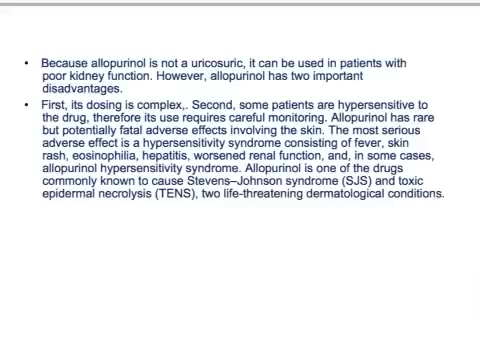 • Because allopurinol is not a uricosuric, it can be used in patients with
poor kidney function. However, allopurinol has two important
disadvantages.
• First, its dosing is complex,. Second, some patients are hypersensitive to
the drug, therefore its use requires careful monitoring. Allopurinol has rare
but potentially fatal adverse effects involving the skin. The most serious
adverse effect is a hypersensitivity syndrome consisting of fever, skin
rash, eosinophilia, hepatitis, worsened renal function, and, in some cases,
allopurinol hypersensitivity syndrome. Allopurinol is one of the drugs
commonly known to cause Stevens–Johnson syndrome (SJS) and toxic
epidermal necrolysis (TENS), two life-threatening dermatological conditions.